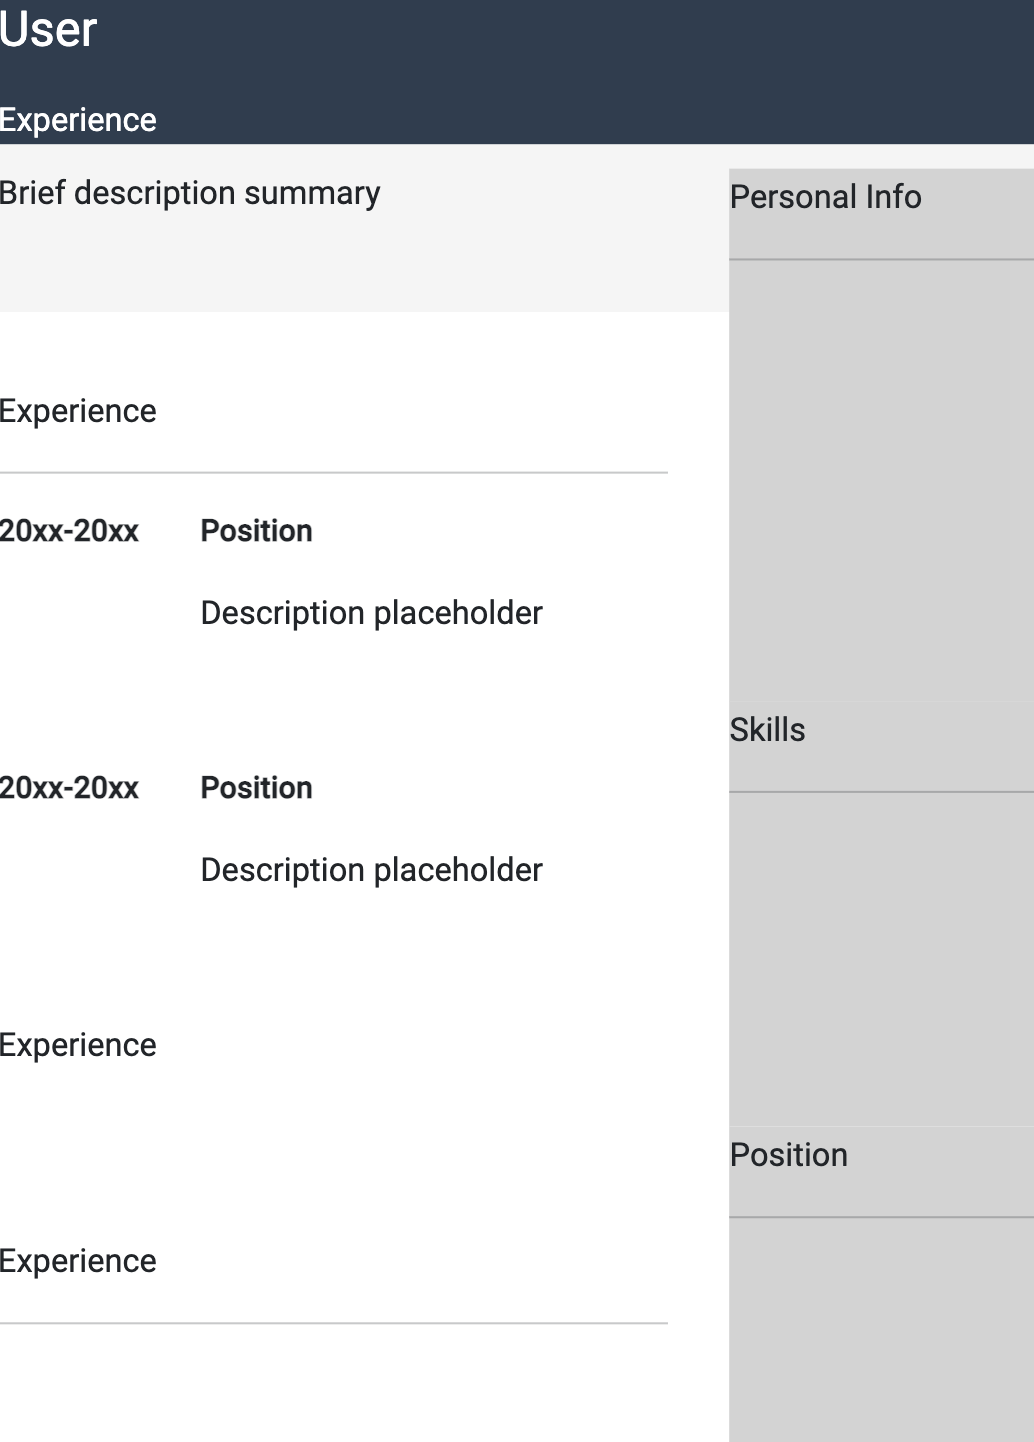 User
Experience
Brief description summary
Experience
20xx-20xx Position
Description placeholder
20xx-20xx Position
Description placeholder
Experience
Experience
Personal Info
Skills
Position